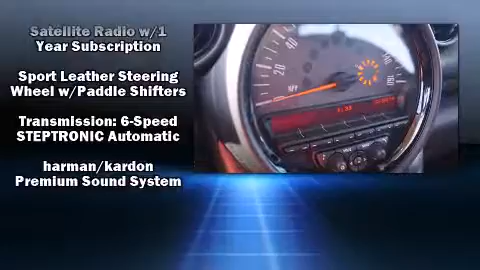 Satellite Radio w/1
Year Subscription
Sport Leather Steering
Wheel w/Paddle Shifters
Transmission: 6-Speed
STEPTRONIC Automatic
harman/kardon
Premium Sound System